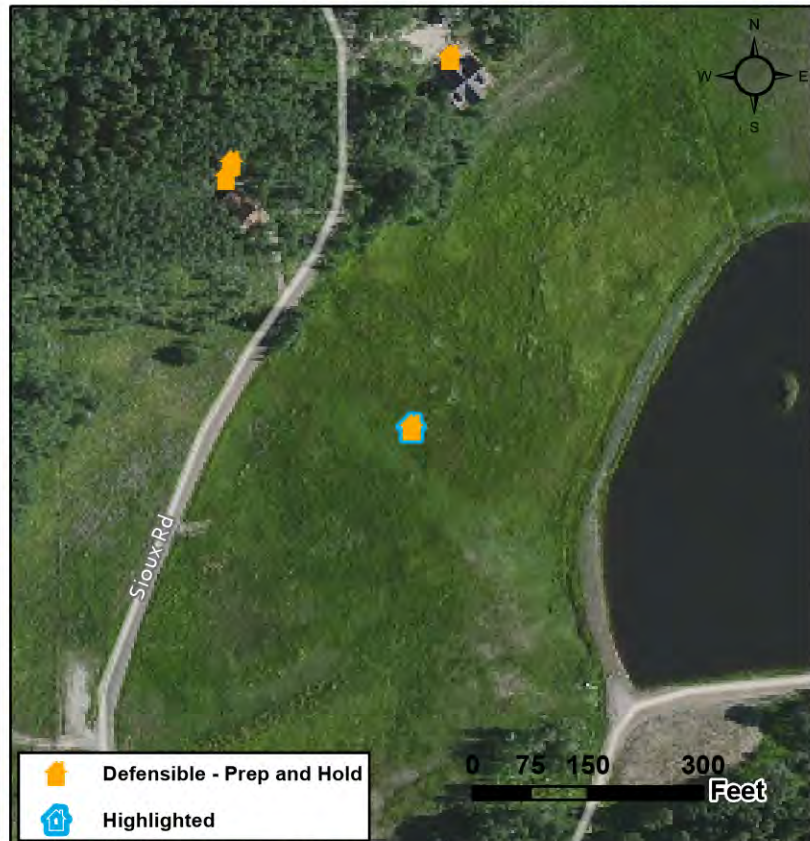 N
W E
S
Sioux Rd
Defensible - Prep and Hold
Highlighted
0 75 150 300
Feet